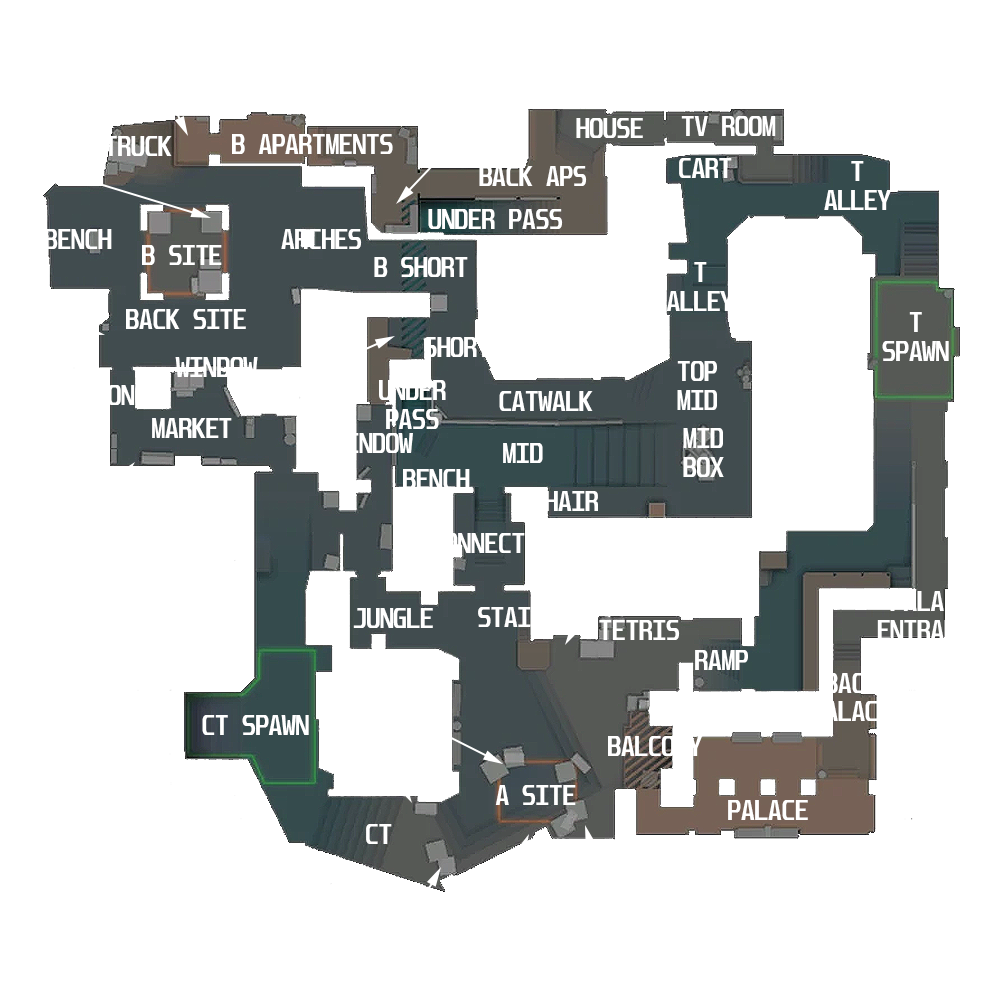 HOUSE
TV ROOM
TRUCK
B APARTMENTS
CART
T
ALLEY
BACK APS
UNDER PASS
BENCH
B SITE
ARCHES
B SHORT
T
ALLEY
BACK SITE
T
SPAWN
SHORT
WINDOW
TOP
MID
ON
UNDER
PASS
CATWALK
MARKET
INDOW
MID
MID
BOX
BENCH
HAIR
NNECT
JUNGLE
STAI
TETRIS
ALA
ENTRA
RAMP
BAC
ALAC
CT SPAWN
BALCONY
A SITE
PALACE
CT